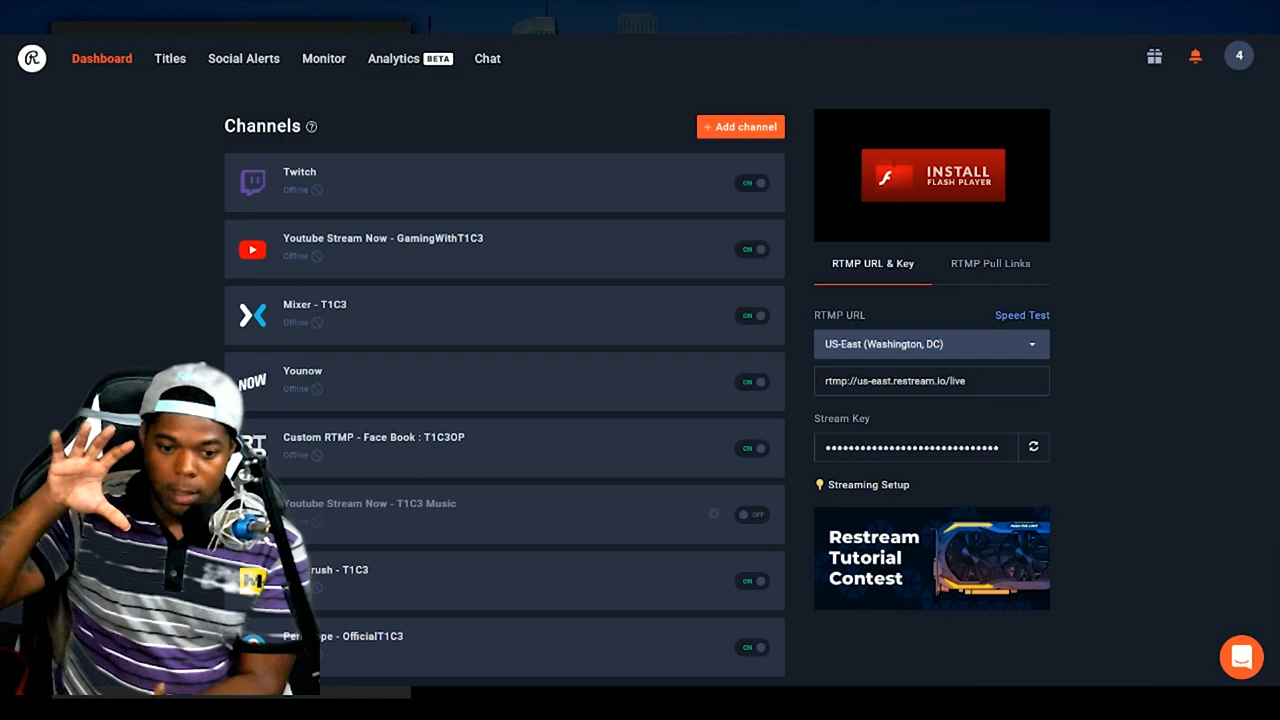 Dashboard Titles Social Alerts Monitor Analytics BETA Chat 4
Channels
+ Add channel
Twitch
Offline
ON
Youtube Stream Now - GamingWithT1C3
Offline
ON
Mixer - T1C3
Offline
ON
Younow
Offline
ON
NOW
Custom RTMP - Face Book : T1C3OP
Offline
ON
Youtube Stream Now - T1C3 Music
OFF
rush - T1C3
ON
OfficialT1C3
ON
INSTALL
FLASH PLAYER
RTMP URL & Key RTMP Pull Links
RTMP URL Speed Test
US-East (Washington, DC)
rtmp://us-east.restream.io/live
Stream Key
Streaming Setup
Restream
Tutorial
Contest